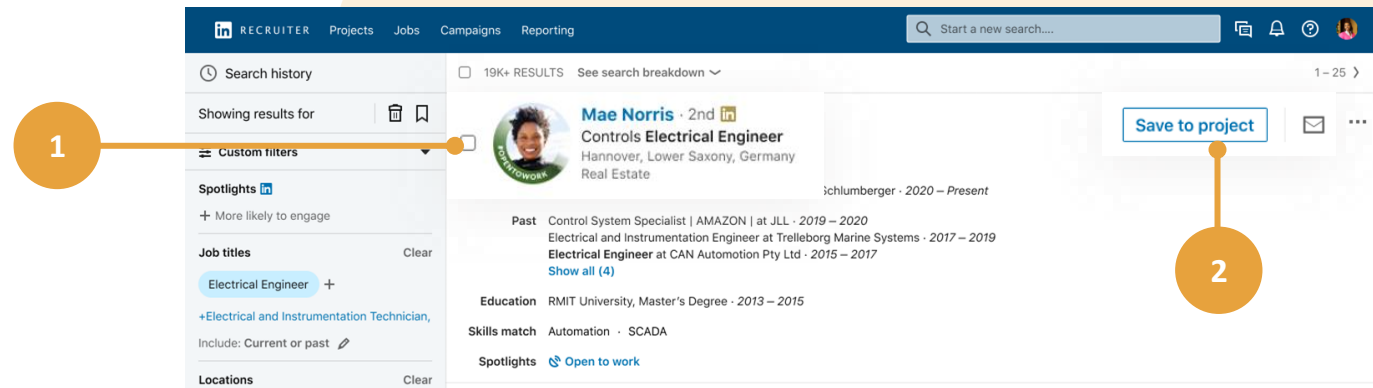 in RECRUITER Projects Jobs Campaigns Reporting Start a new search....
Search history
19K+ RESULTS See search breakdown 1 – 25
Showing results for
Custom filters
Spotlights in
+ More likely to engage
Job titles Clear
Electrical Engineer +
+Electrical and Instrumentation Technician,
Include: Current or past
Locations Clear
1
#OPENTOWORK
Mae Norris · 2nd in
Controls Electrical Engineer
Hannover, Lower Saxony, Germany
Real Estate
Save to project
2
Schlumberger · 2020 – Present
Past Control System Specialist | AMAZON | at JLL · 2019 – 2020
Electrical and Instrumentation Engineer at Trelleborg Marine Systems · 2017 – 2019
Electrical Engineer at CAN Automotion Pty Ltd · 2015 – 2017
Show all (4)
Education RMIT University, Master's Degree · 2013 – 2015
Skills match Automation · SCADA
Spotlights Open to work